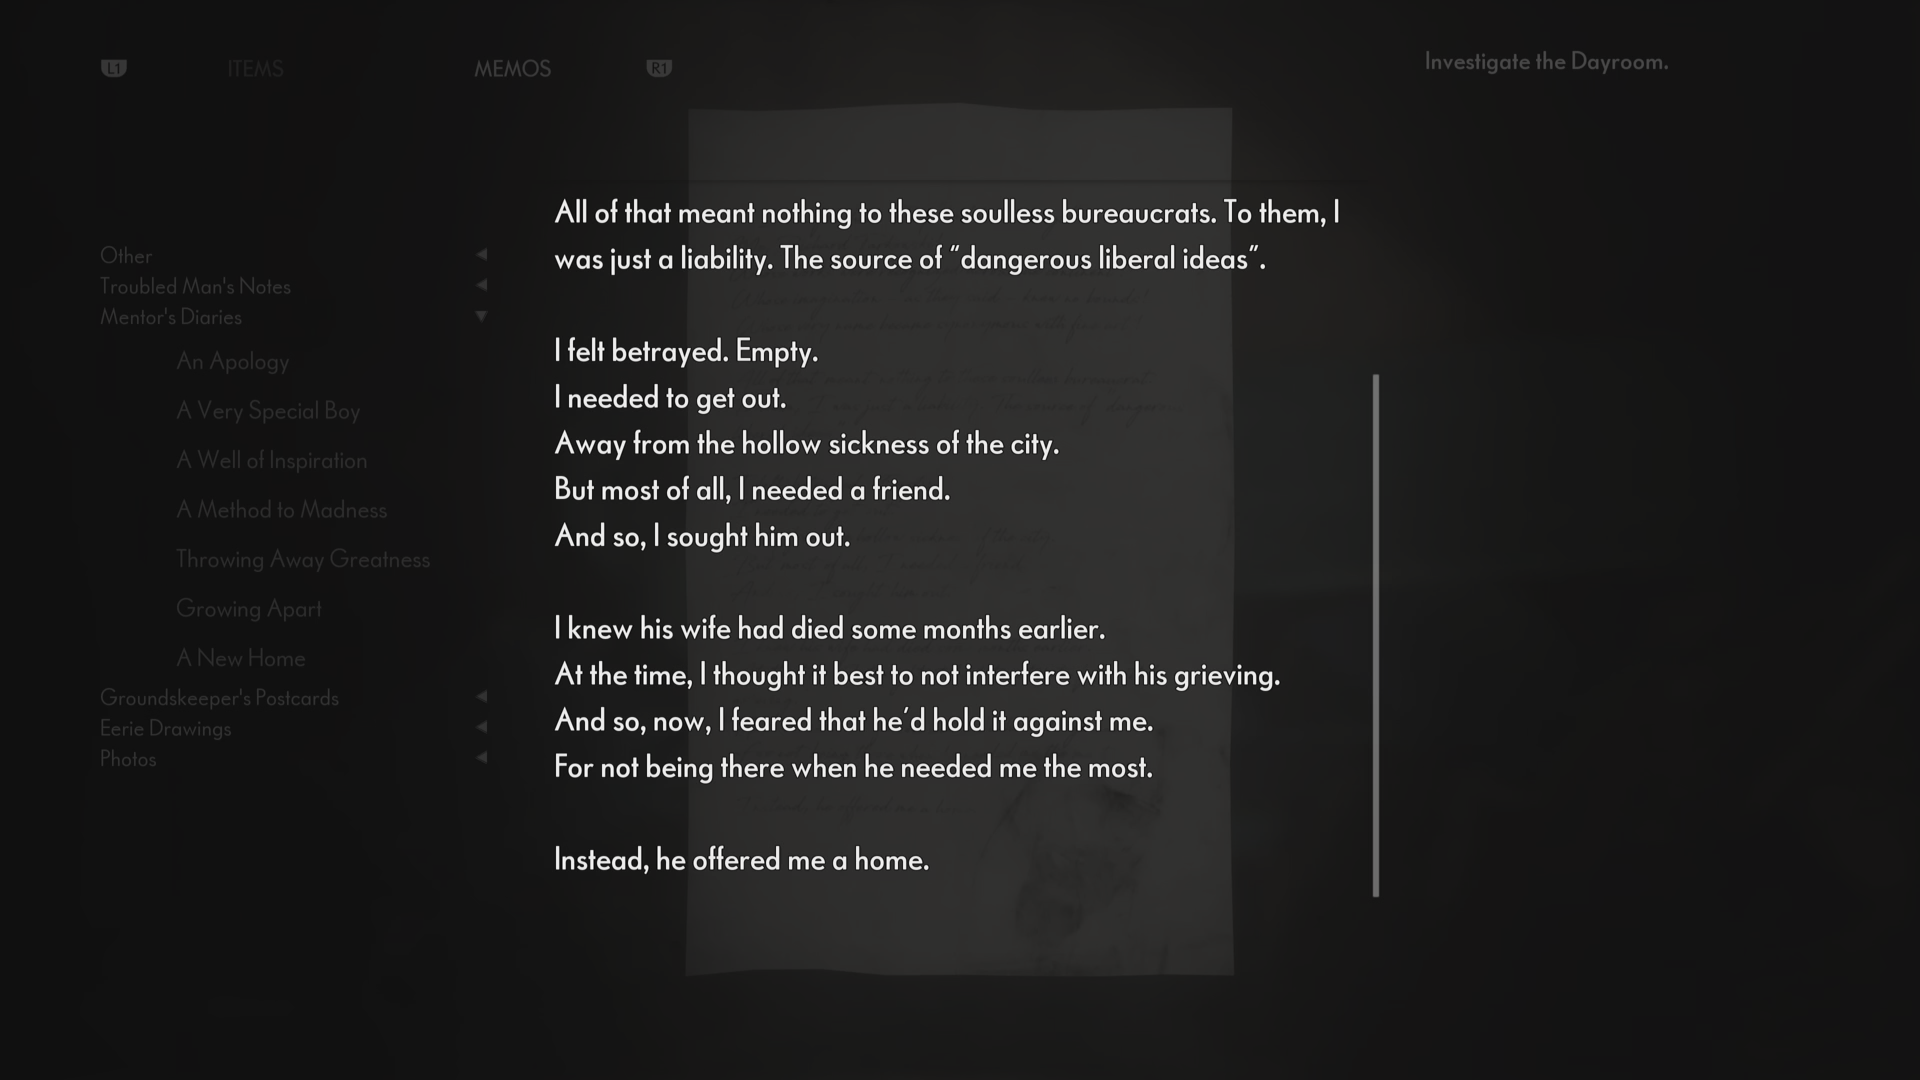 L1
ITEMS
MEMOS
R1
Investigate the Dayroom.
Other
Troubled Man's Notes
Mentor's Diaries
An Apology
A Very Special Boy
A Well of Inspiration
A Method to Madness
Throwing Away Greatness
Growing Apart
A New Home
Groundskeeper's Postcards
Eerie Drawings
Photos
All of that meant nothing to these soulless bureaucrats. To them, I
was just a liability. The source of “dangerous liberal ideas”.
I felt betrayed. Empty.
I needed to get out.
Away from the hollow sickness of the city.
But most of all, I needed a friend.
And so, I sought him out.
I knew his wife had died some months earlier.
At the time, I thought it best to not interfere with his grieving.
And so, now, I feared that he'd hold it against me.
For not being there when he needed me the most.
Instead, he offered me a home.